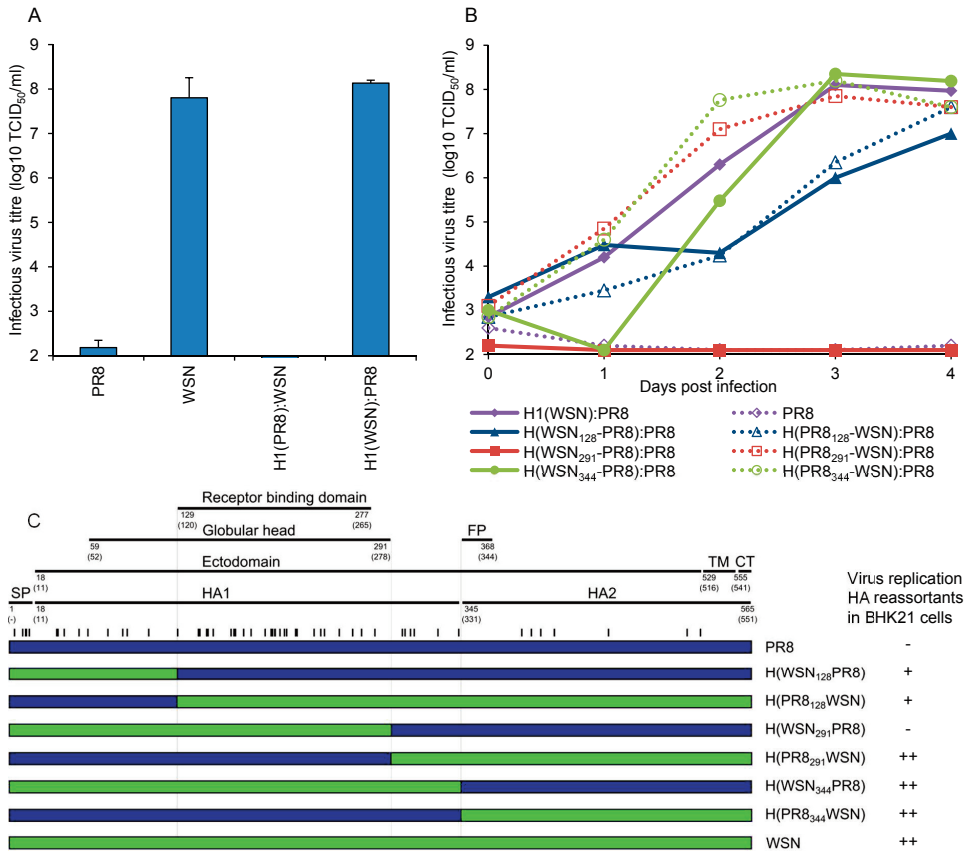 A
Infectious virus titre (log10 TCID50/ml)
9
8
7
6
5
4
3
2
PR8
WSN
H1(PR8):WSN
H1(WSN):PR8
B
Infectious virus titre (log10 TCID50/ml)
9
8
7
6
5
4
3
2
0 1 2 3 4
Days post infection
H1(WSN):PR8 PR8
H(WSN128-PR8):PR8 H(PR8128-WSN):PR8
H(WSN291-PR8):PR8 H(PR8291-WSN):PR8
H(WSN344-PR8):PR8 H(PR8344-WSN):PR8
C
Receptor binding domain
129 277
(120) (265)
Globular head FP
59 291 368
(52) (278) (344)
Ectodomain TM CT
18 529 555
(11) (516) (541)
SP HA1 HA2
1 18 345 565
(-) (11) (331) (551)
Virus replication
HA reassortants
in BHK21 cells
PR8 -
H(WSN128PR8) +
H(PR8128WSN) +
H(WSN291PR8) -
H(PR8291WSN) ++
H(WSN344PR8) ++
H(PR8344WSN) ++
WSN ++